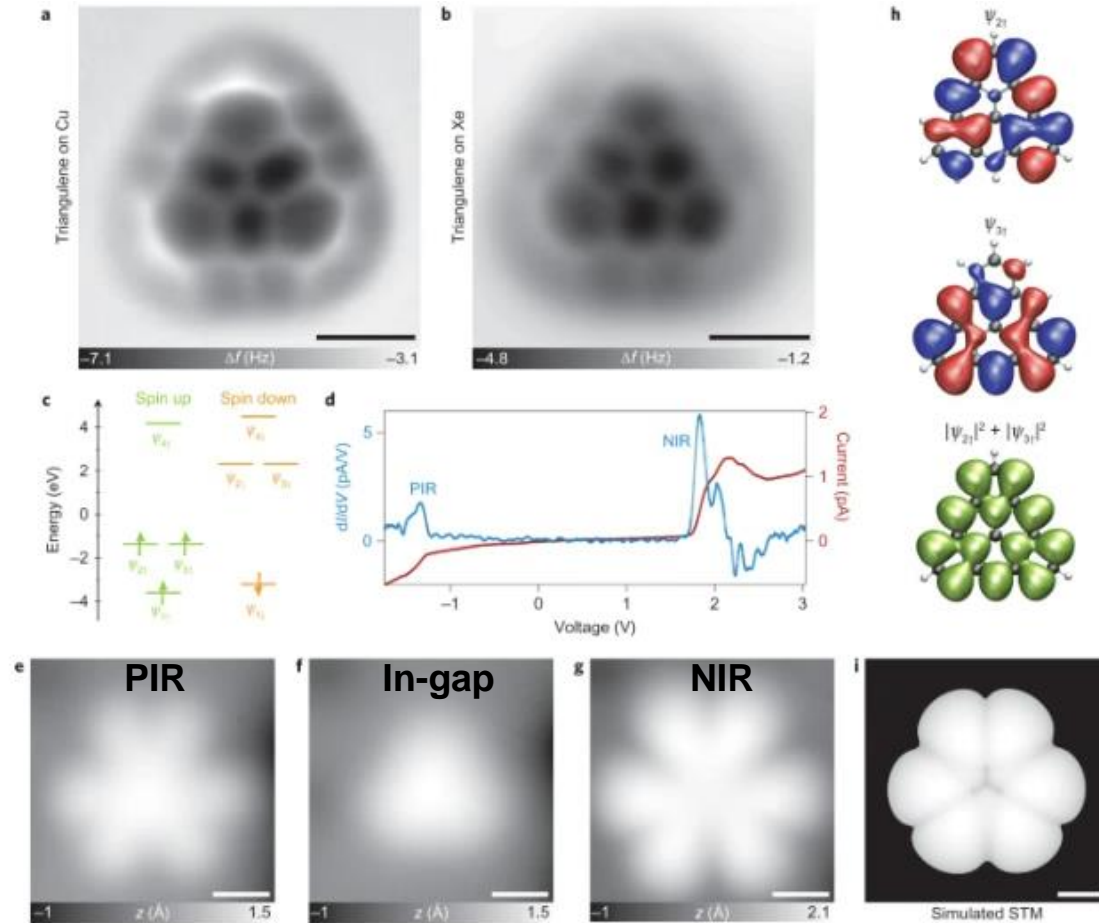 a
b
h
Triangulene on Cu
Triangulene on Xe
−7.1 Δf (Hz) −3.1
−4.8 Δf (Hz) −1.2
ψ2↑
ψ3↑
|ψ2↑|² + |ψ3↑|²
c
Spin up Spin down
Energy (eV)
4
2
0
−2
−4
ψ4↑
ψ4↓
ψ2↓ ψ3↓
ψ2↑ ψ3↑
ψ1↑
ψ1↓
d
dI/dV (pA/V)
5
0
PIR
NIR
Current (pA)
2
1
0
−1 0 1 2 3
Voltage (V)
e PIR
f In-gap
g NIR
i
−1 z (Å) 1.5
−1 z (Å) 1.5
−1 z (Å) 2.1
Simulated STM